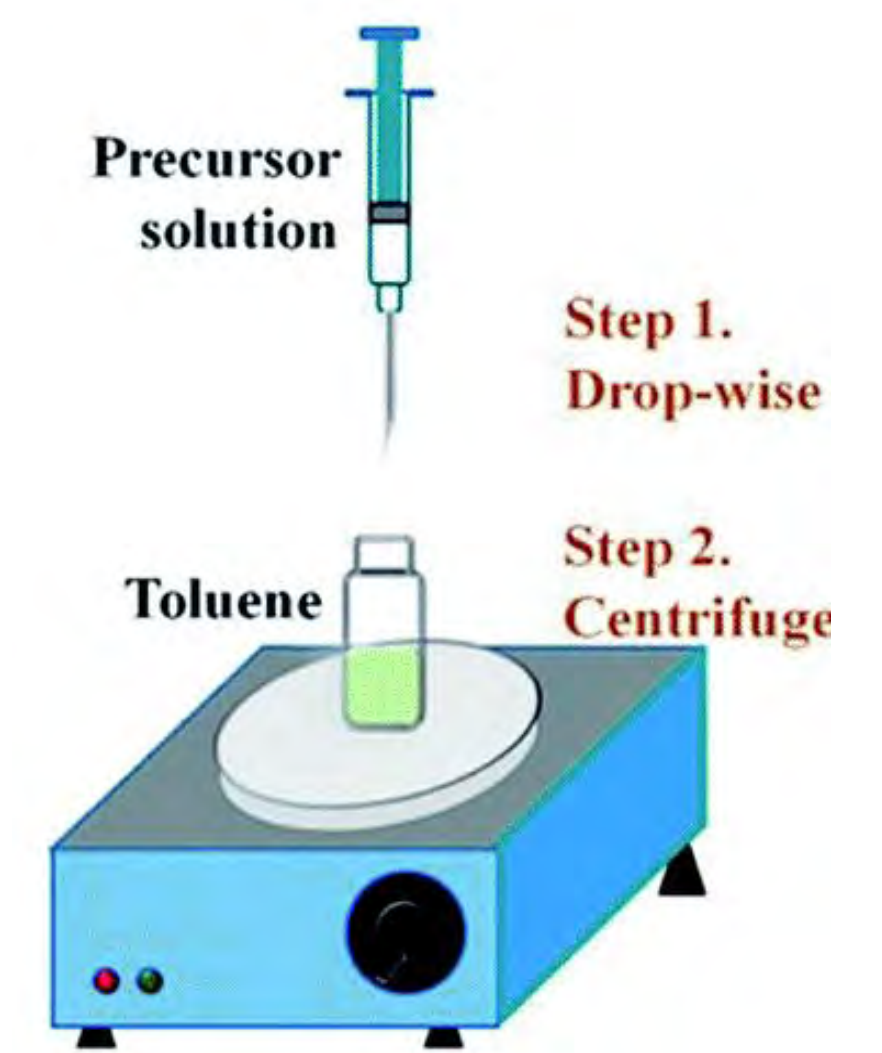 Precursor
solution
Step 1.
Drop-wise
Step 2.
Toluene
Centrifuge